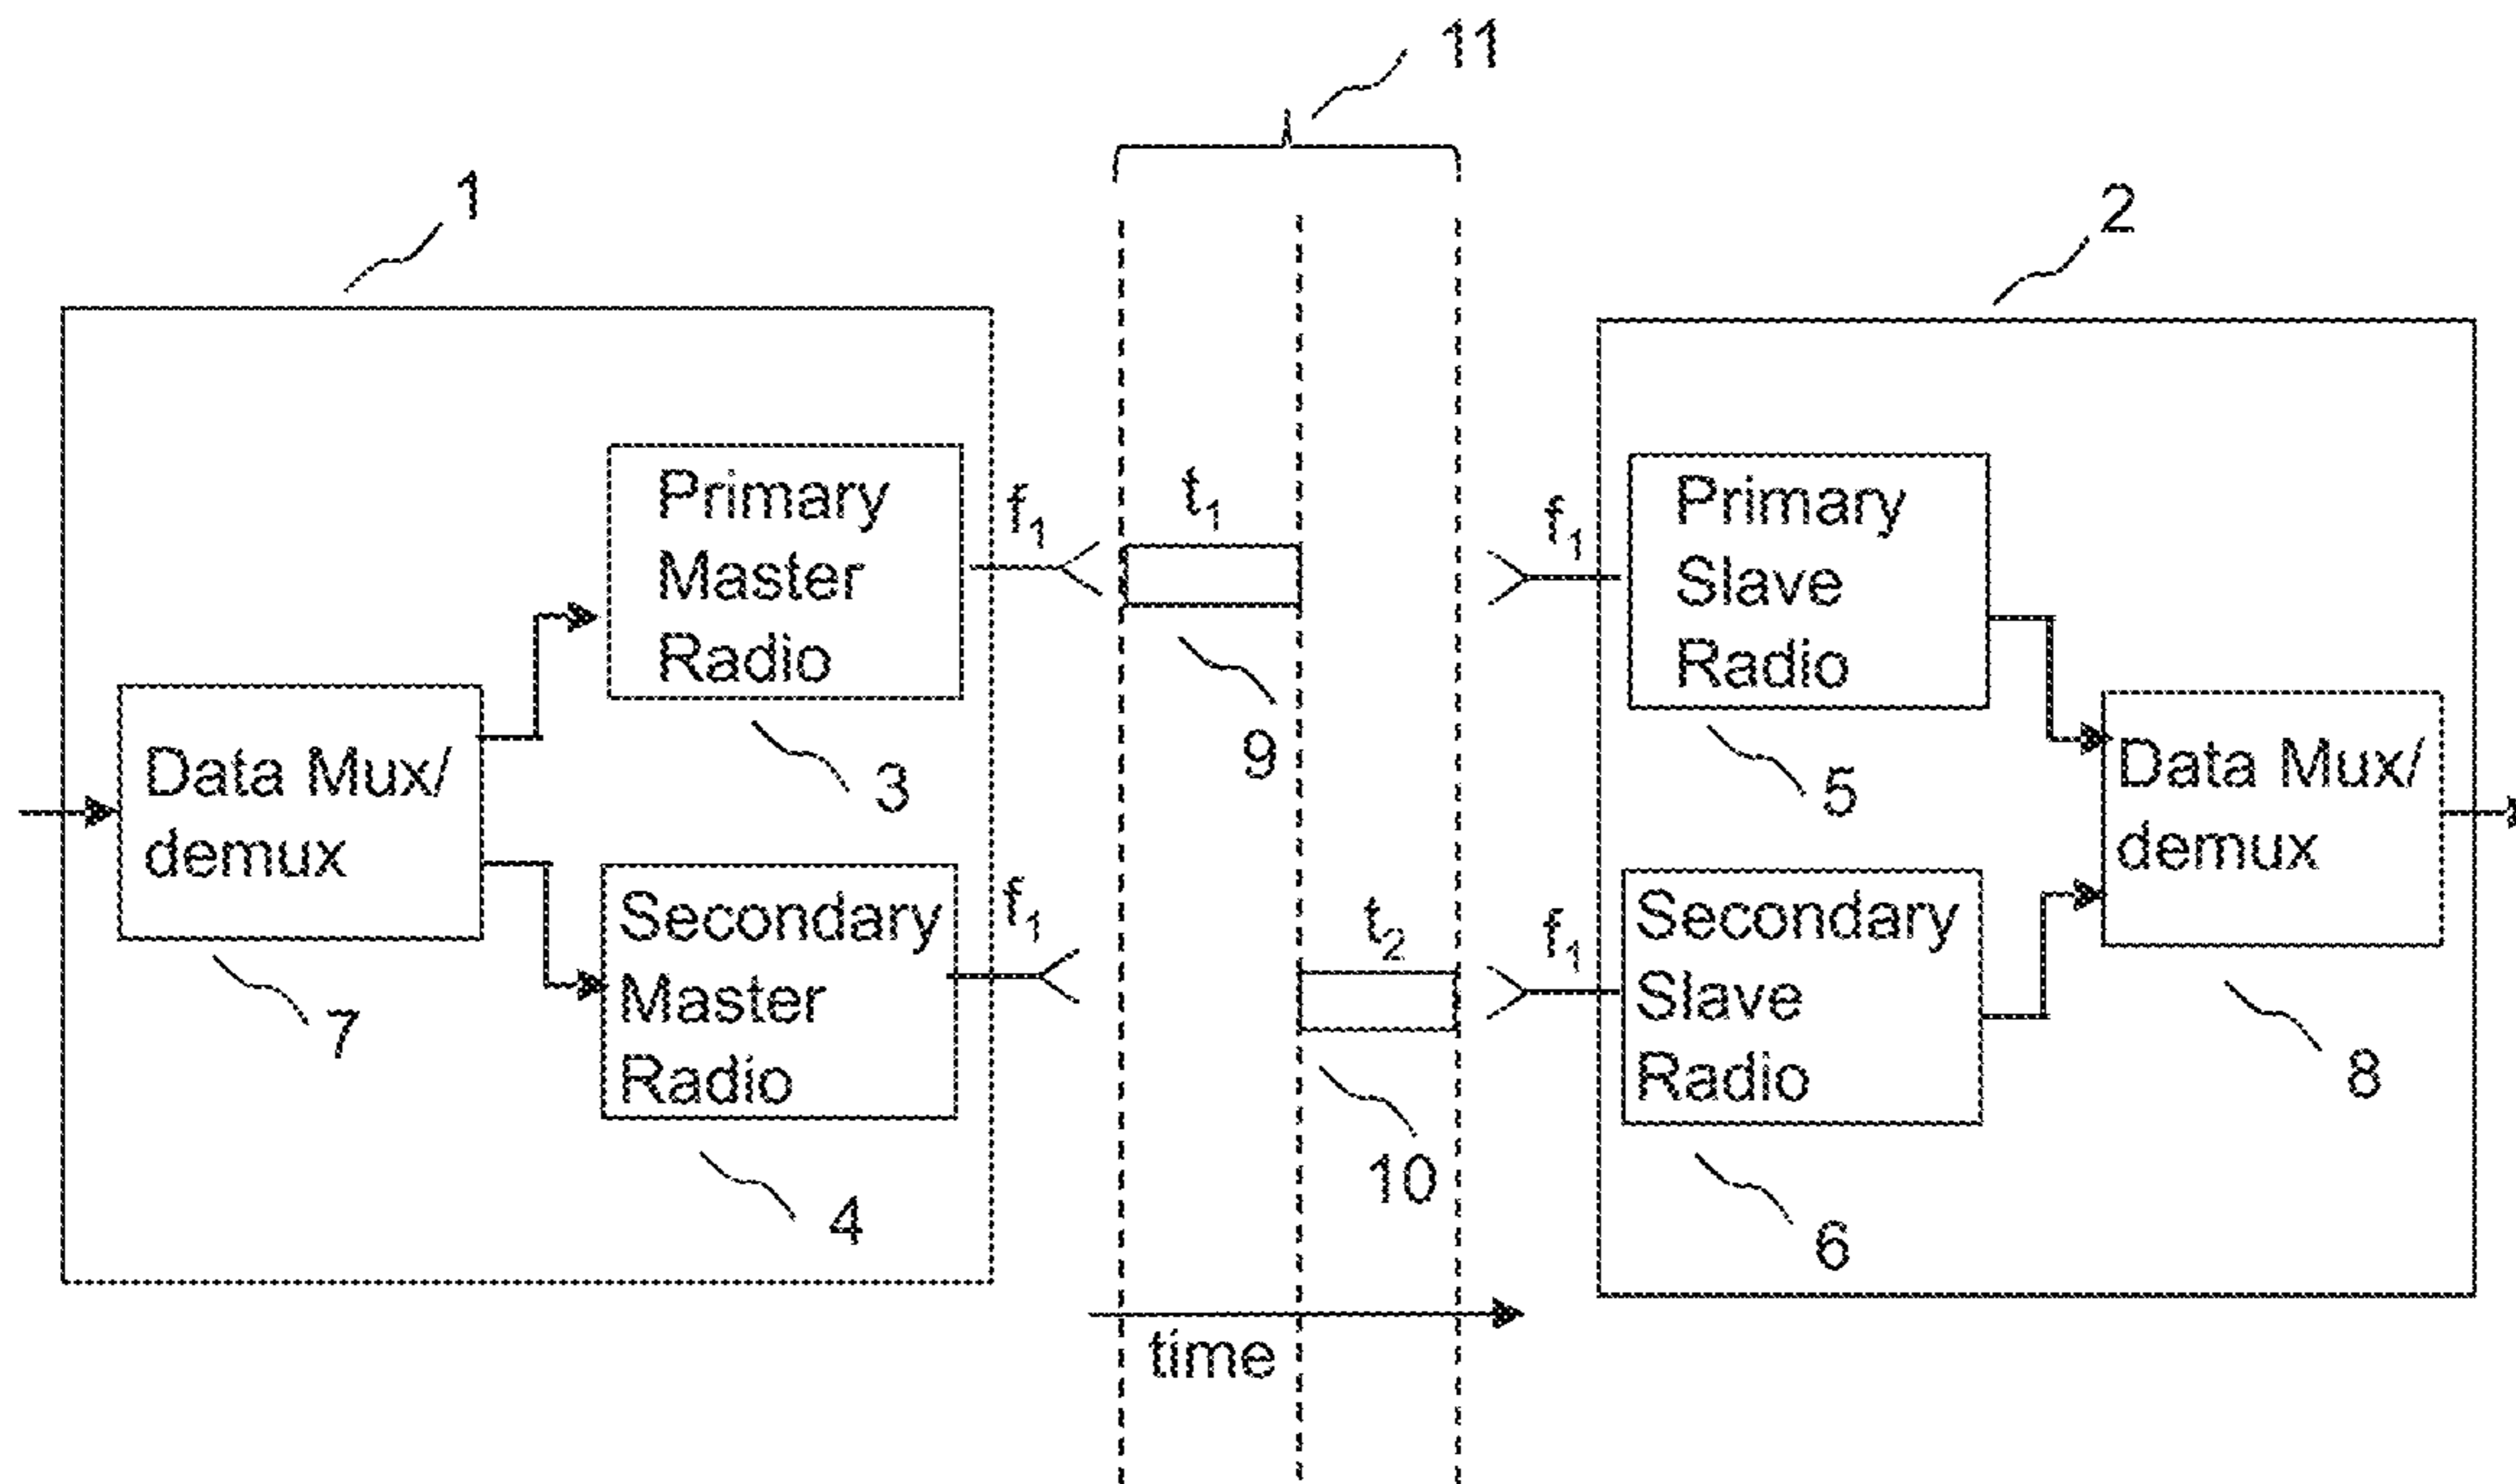 11
1
2
Primary
Master
Radio
f1
t1
f1
Primary
Slave
Radio
9
3
5
Data Mux/
demux
Data Mux/
demux
Secondary
Master
Radio
f1
t2
f1
Secondary
Slave
Radio
7
8
10
4
6
time